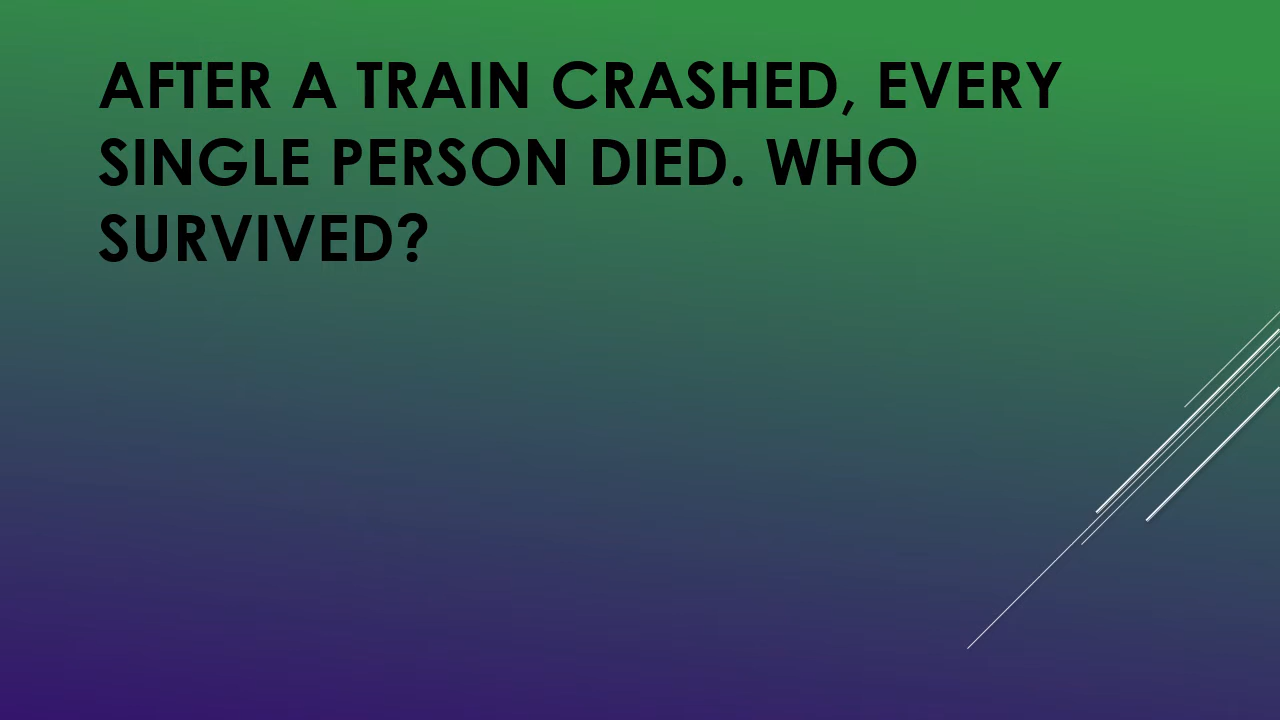 AFTER A TRAIN CRASHED, EVERY
SINGLE PERSON DIED. WHO
SURVIVED?